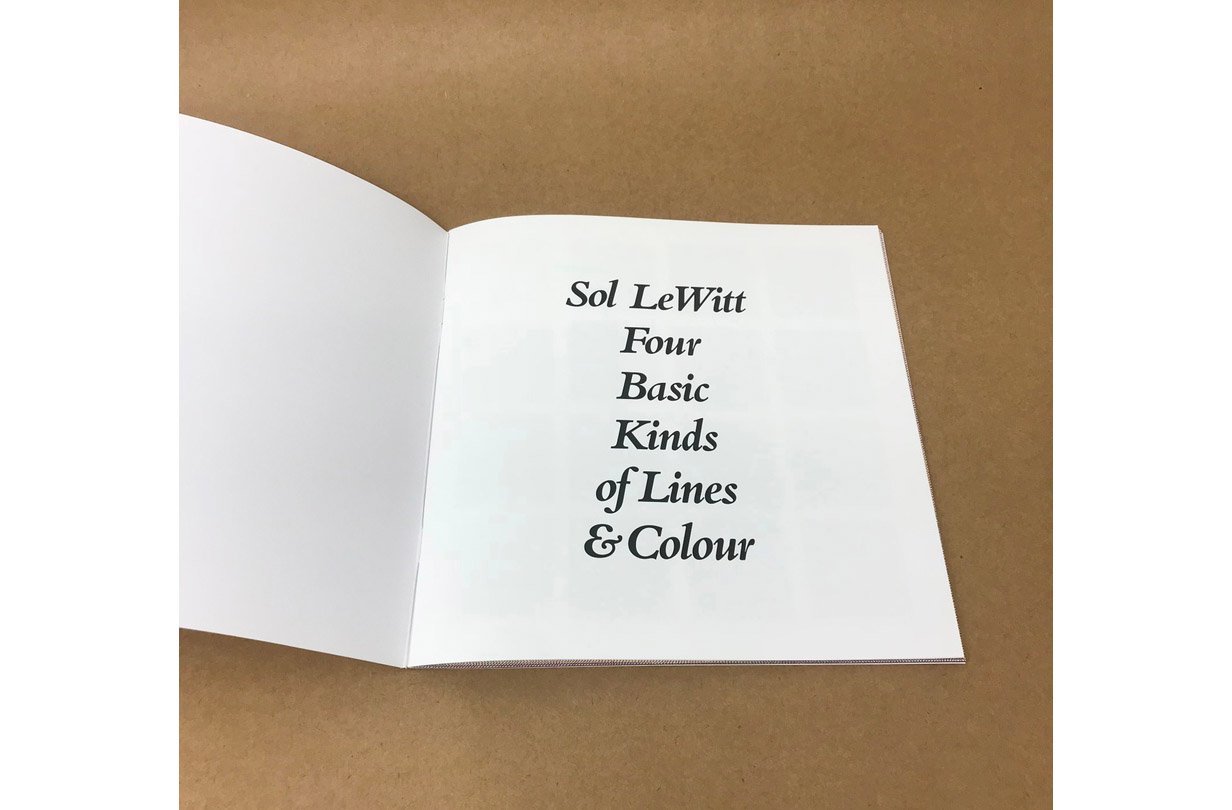 Sol LeWitt
Four
Basic
Kinds
of Lines
& Colour